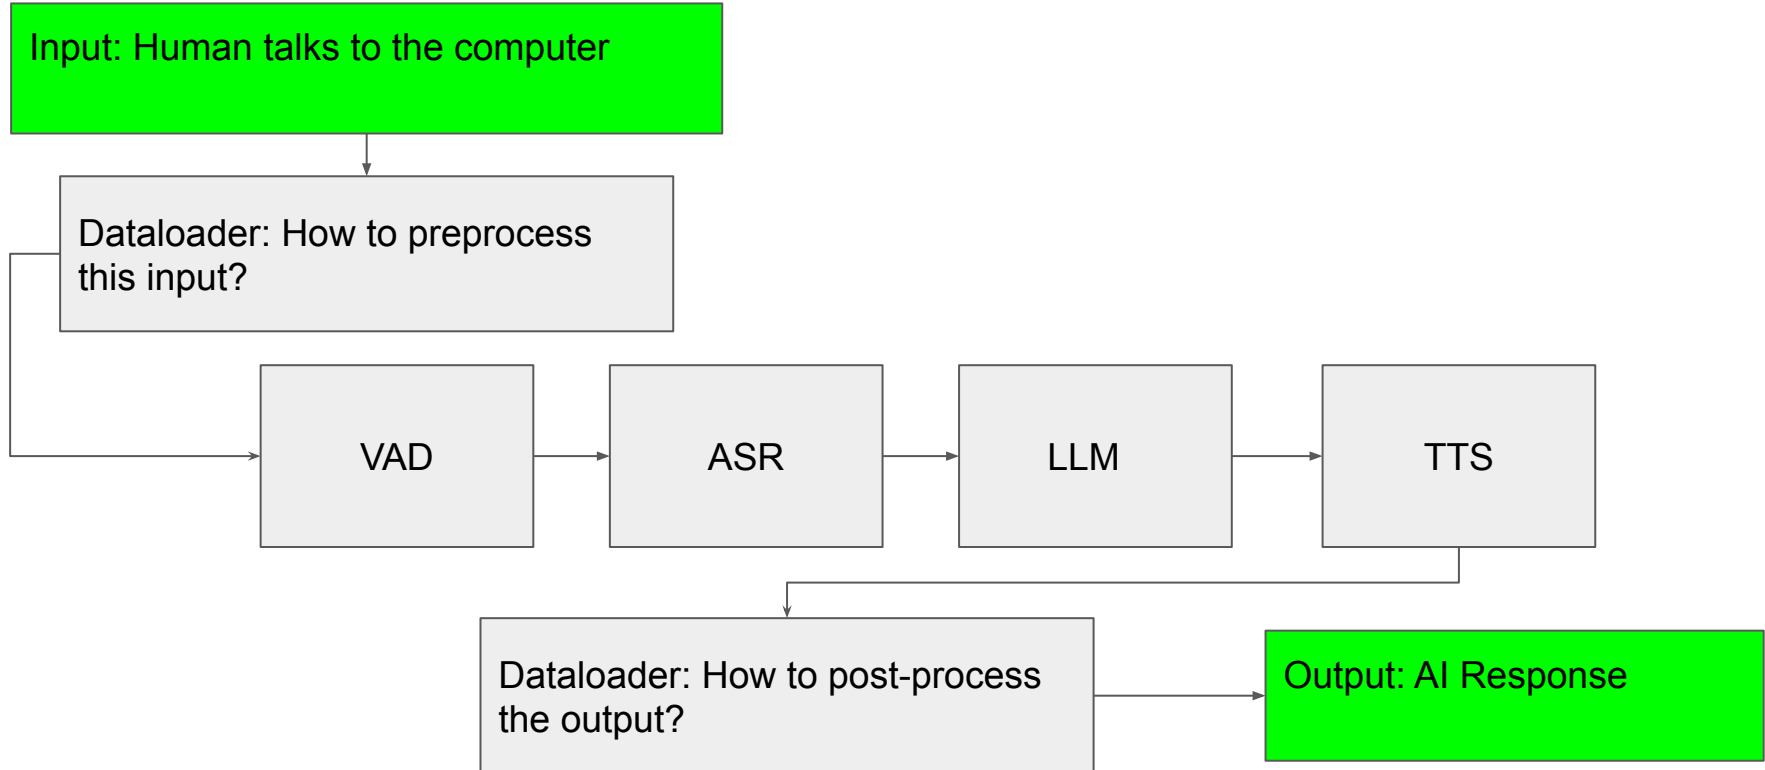 Input: Human talks to the computer
Dataloader: How to preprocess
this input?
VAD
ASR
LLM
TTS
Dataloader: How to post-process
the output?
Output: AI Response